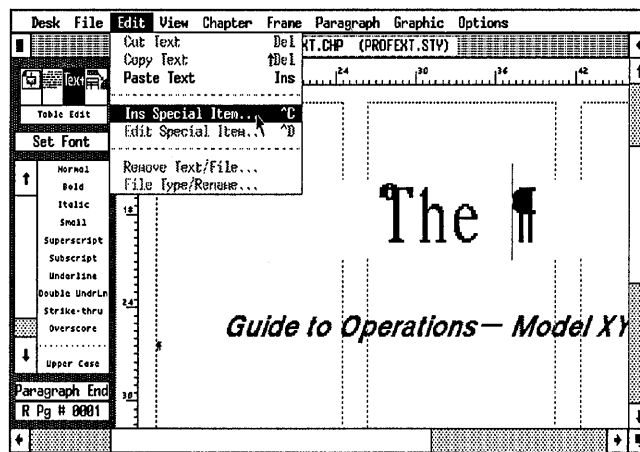 Desk File Edit View Chapter Frame Paragraph Graphic Options
XT.CHP (PROFEXT.STY)
Cut Text Del
Copy Text ↑Del
Paste Text Ins
Ins Special Item... ^C
Edit Special Item... ^D
Remove Text/File...
File Type/Rename...
24 30 36 42
Text
Table Edit
Set Font
Normal
Bold
Italic
Small
Superscript
Subscript
Underline
Double UndrLn
Strike-thru
Overscore
Upper Case
Paragraph End
R Pg # 0001
18
24
30
The ¶
Guide to Operations— Model XY